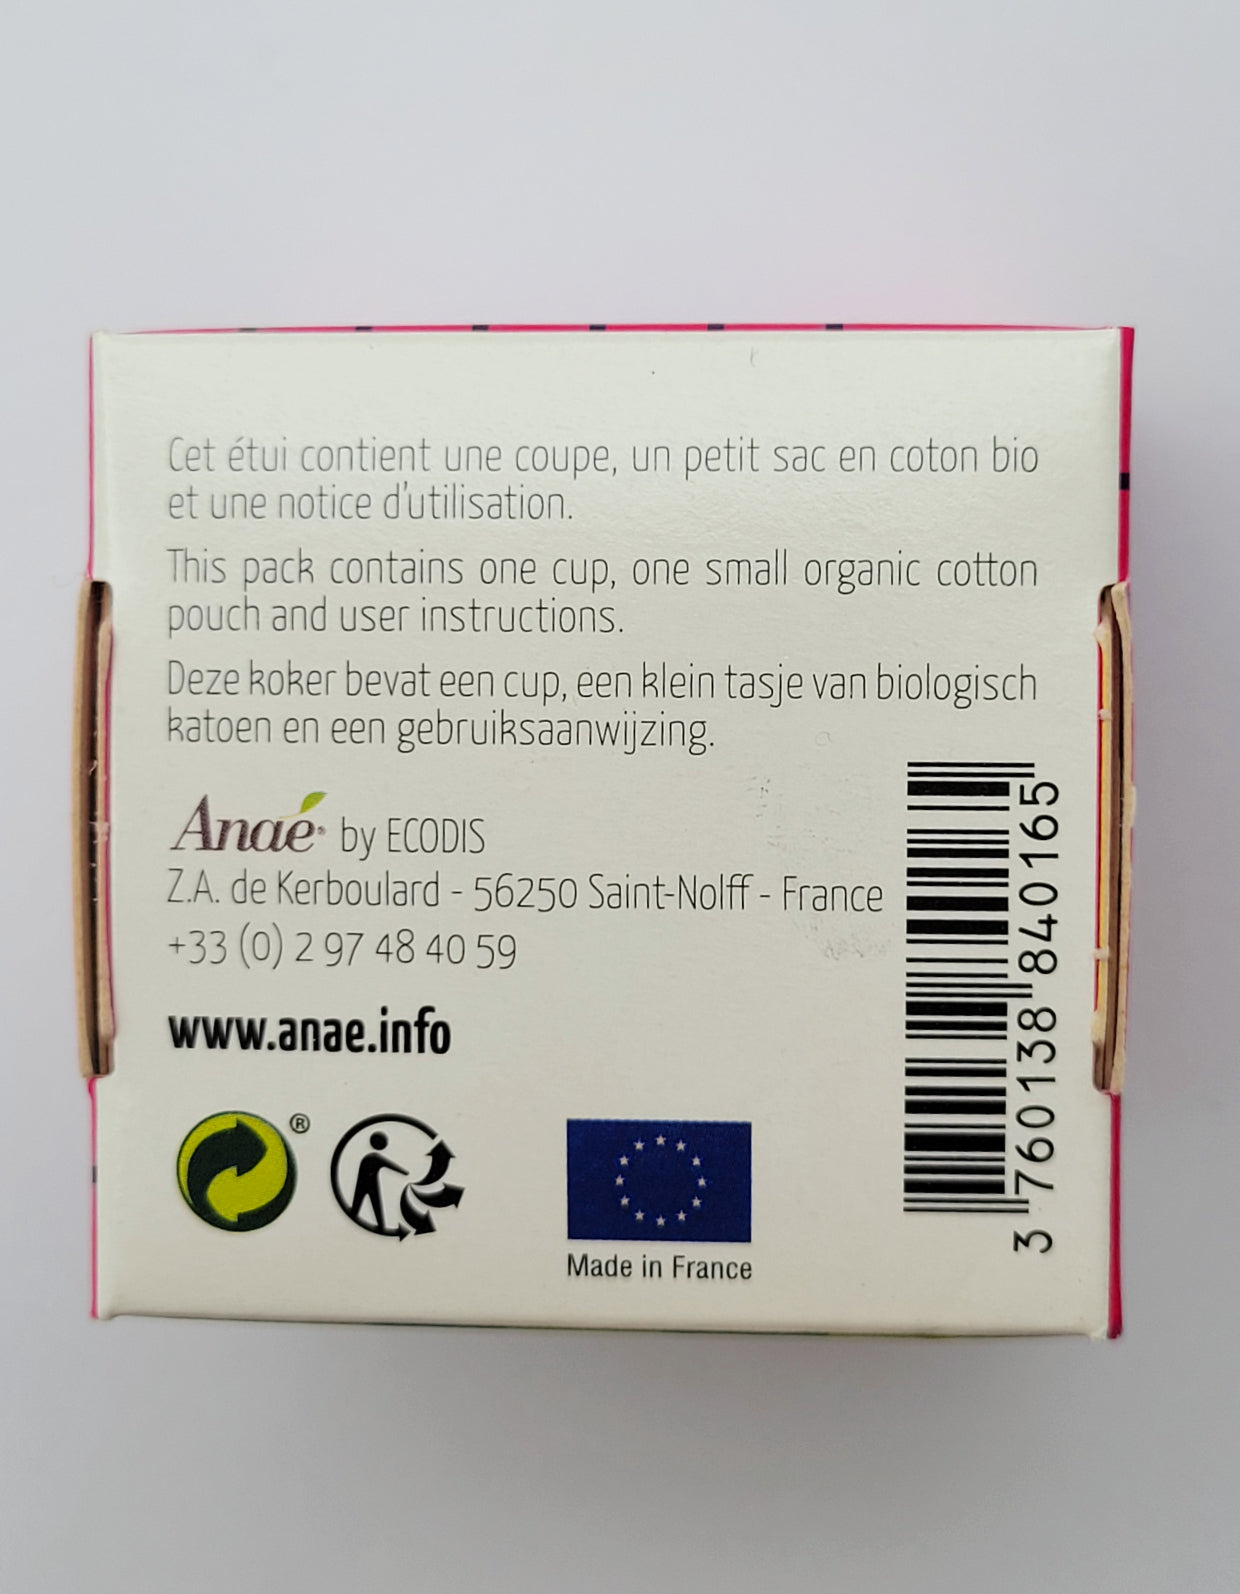 Cet étui contient une coupe, un petit sac en coton bio
et une notice d'utilisation.
This pack contains one cup, one small organic cotton
pouch and user instructions.
Deze koker bevat een cup, een klein tasje van biologisch
katoen en een gebruiksaanwijzing.
Anaé® by ECODIS
Z.A. de Kerboulard - 56250 Saint-Nolff - France
+33 (0) 2 97 48 40 59
www.anae.info
®
Made in France
3 760138 840165